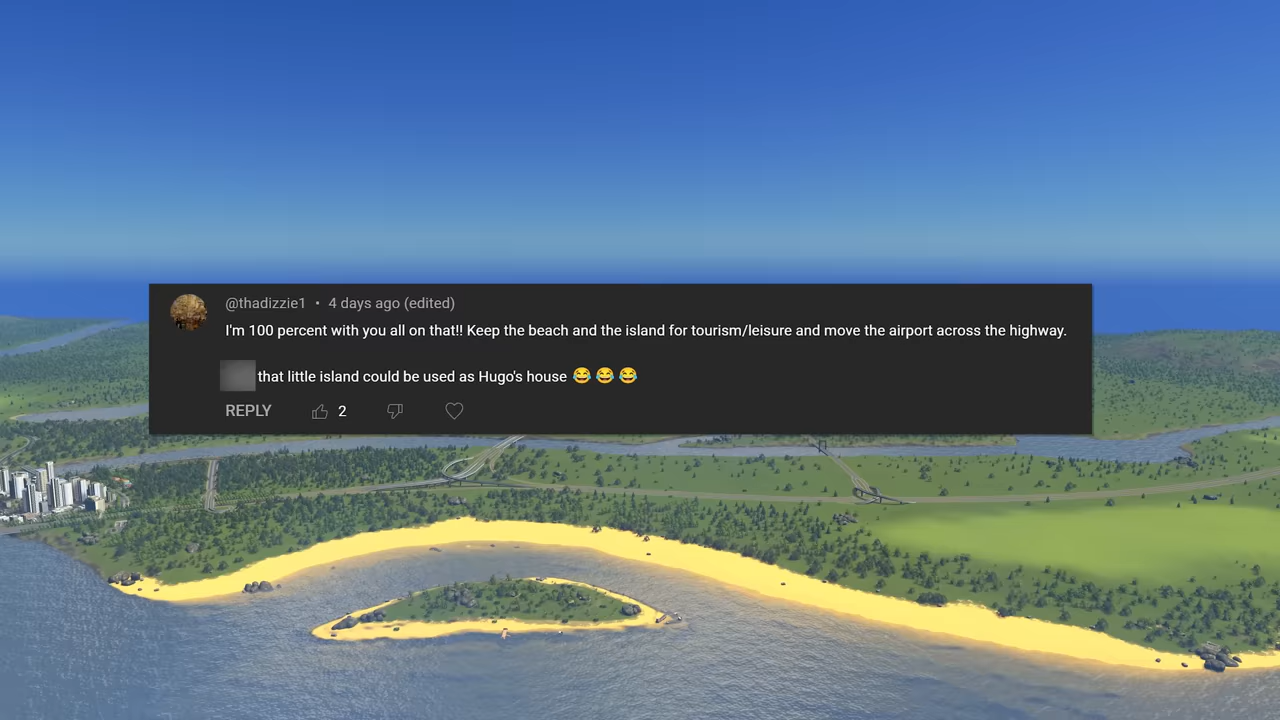 @thadizzie1 • 4 days ago (edited)
I'm 100 percent with you all on that!! Keep the beach and the island for tourism/leisure and move the airport across the highway.
that little island could be used as Hugo's house 😂 😂 😂
REPLY 2